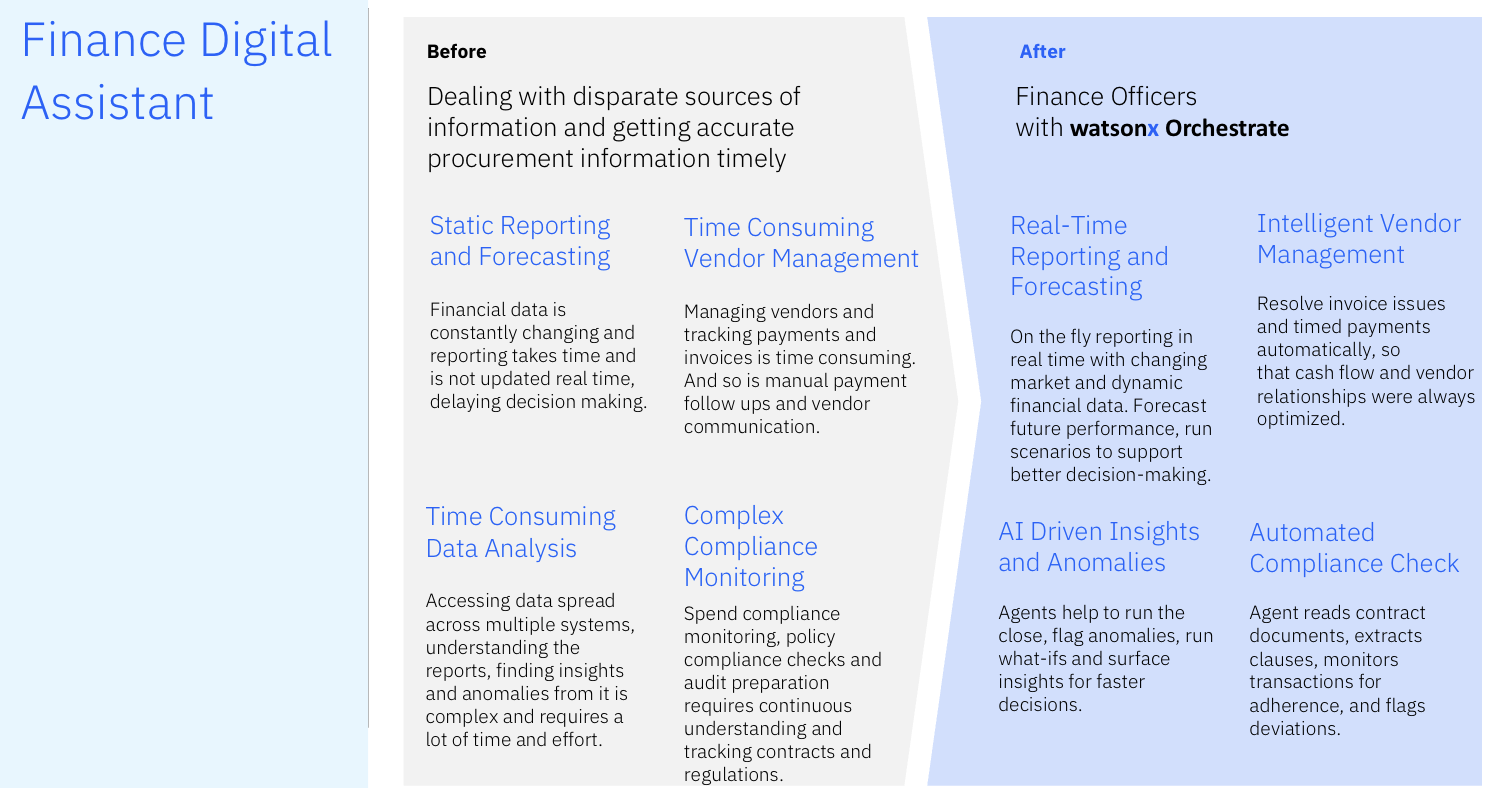 Finance Digital
Assistant
Before
Dealing with disparate sources of
information and getting accurate
procurement information timely
Static Reporting
and Forecasting
Financial data is
constantly changing and
reporting takes time and
is not updated real time,
delaying decision making.
Time Consuming
Vendor Management
Managing vendors and
tracking payments and
invoices is time consuming.
And so is manual payment
follow ups and vendor
communication.
Time Consuming
Data Analysis
Accessing data spread
across multiple systems,
understanding the
reports, finding insights
and anomalies from it is
complex and requires a
lot of time and effort.
Complex
Compliance
Monitoring
Spend compliance
monitoring, policy
compliance checks and
audit preparation
requires continuous
understanding and
tracking contracts and
regulations.
After
Finance Officers
with watsonx Orchestrate
Real-Time
Reporting and
Forecasting
On the fly reporting in
real time with changing
market and dynamic
financial data. Forecast
future performance, run
scenarios to support
better decision-making.
Intelligent Vendor
Management
Resolve invoice issues
and timed payments
automatically, so
that cash flow and vendor
relationships were always
optimized.
AI Driven Insights
and Anomalies
Agents help to run the
close, flag anomalies, run
what-ifs and surface
insights for faster
decisions.
Automated
Compliance Check
Agent reads contract
documents, extracts
clauses, monitors
transactions for
adherence, and flags
deviations.